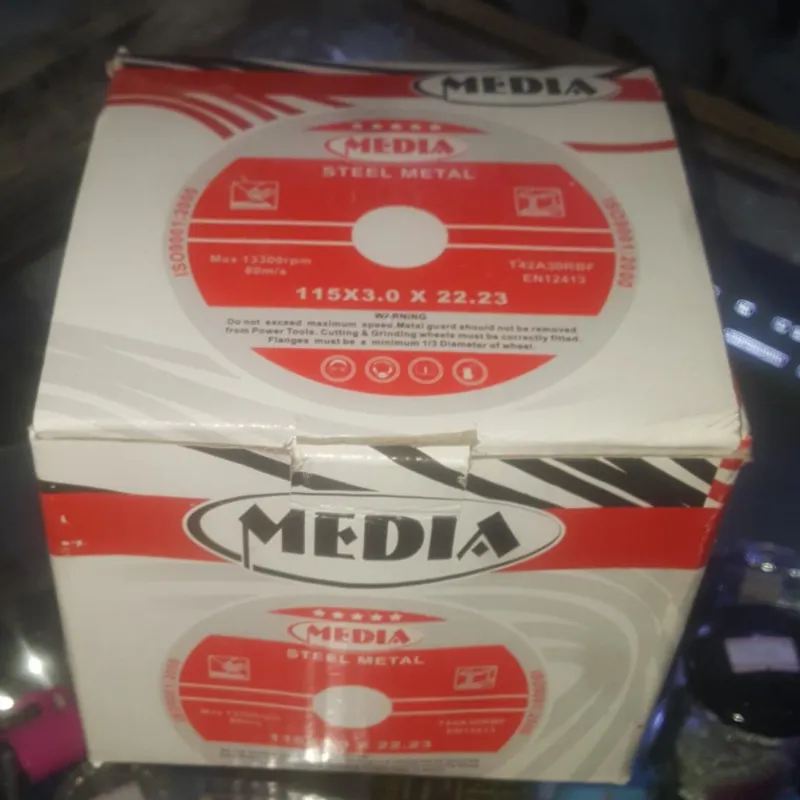 MEDIA
MEDIA
STEEL METAL
ISO9001:2000
ISO9001:2000
Max 13300rpm
80m/s
T42A30RBF
EN12413
115X3.0 X 22.23
WARNING
Do not exceed maximum speed.Metal guard should not be removed
from Power Tools. Cutting & Grinding wheels must be correctly fitted.
Flanges must be a minimum 1/3 Diameter of wheel.
MEDIA
MEDIA
STEEL METAL
EN12413
22.23